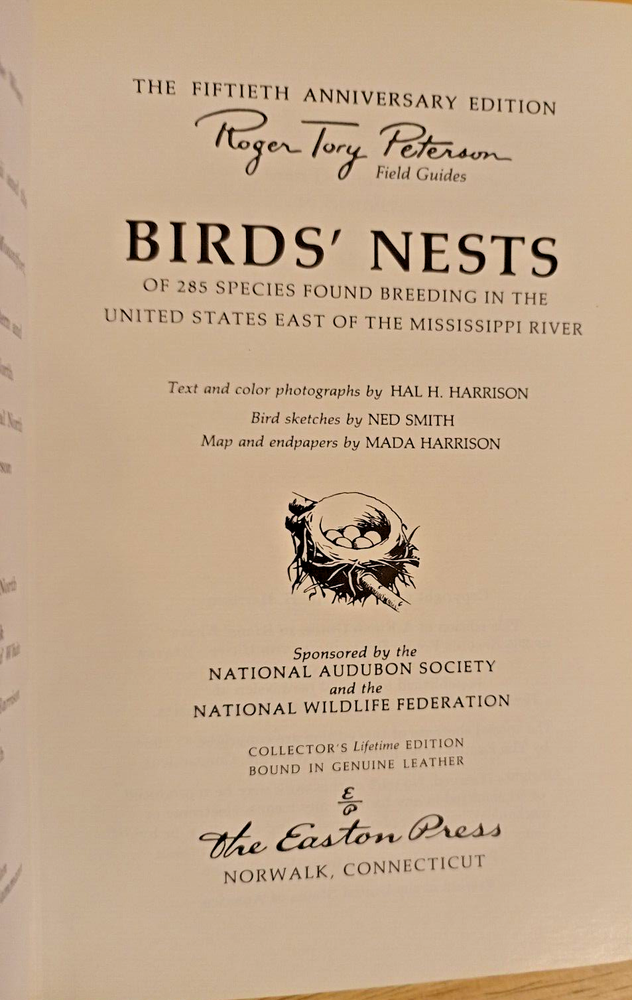 THE FIFTIETH ANNIVERSARY EDITION
Roger Tory Peterson
Field Guides
BIRDS' NESTS
OF 285 SPECIES FOUND BREEDING IN THE
UNITED STATES EAST OF THE MISSISSIPPI RIVER
Text and color photographs by HAL H. HARRISON
Bird sketches by NED SMITH
Map and endpapers by MADA HARRISON
Sponsored by the
NATIONAL AUDUBON SOCIETY
and the
NATIONAL WILDLIFE FEDERATION
COLLECTOR'S Lifetime EDITION
BOUND IN GENUINE LEATHER
E
P
The Easton Press
NORWALK, CONNECTICUT